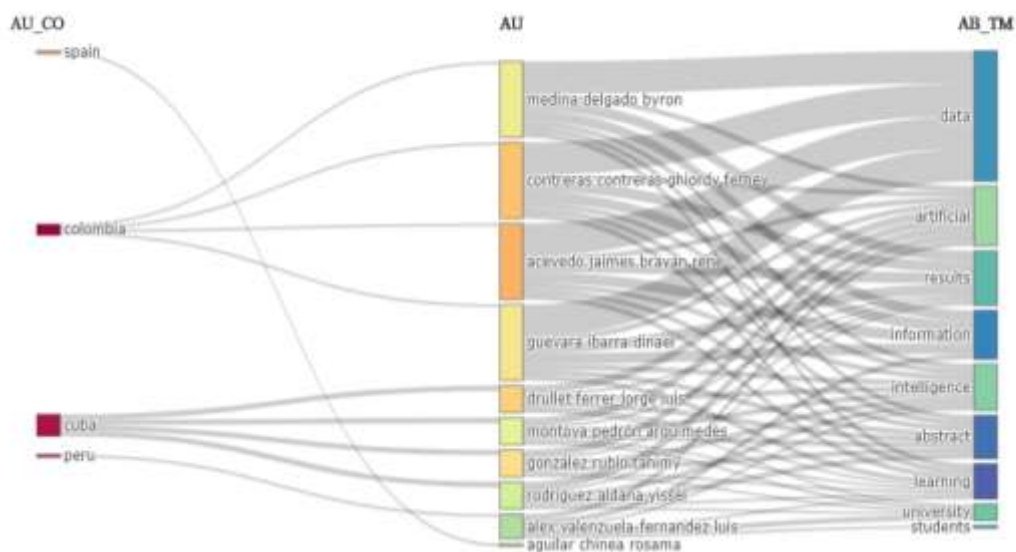 AU_CO
AU
AB_TM
spain
colombia
cuba
peru
medina delgado byron
contreras contreras ghiordy ferney
acevedo jaimes brayan rene
guevara ibarra dinael
drullet ferrer jorge luis
montoya pedron arquimedes
gonzalez rubio tahimy
rodriguez aldana yissel
alex valenzuela-fernandez luis
aguilar chinea rosama
data
artificial
results
information
intelligence
abstract
learning
university
students